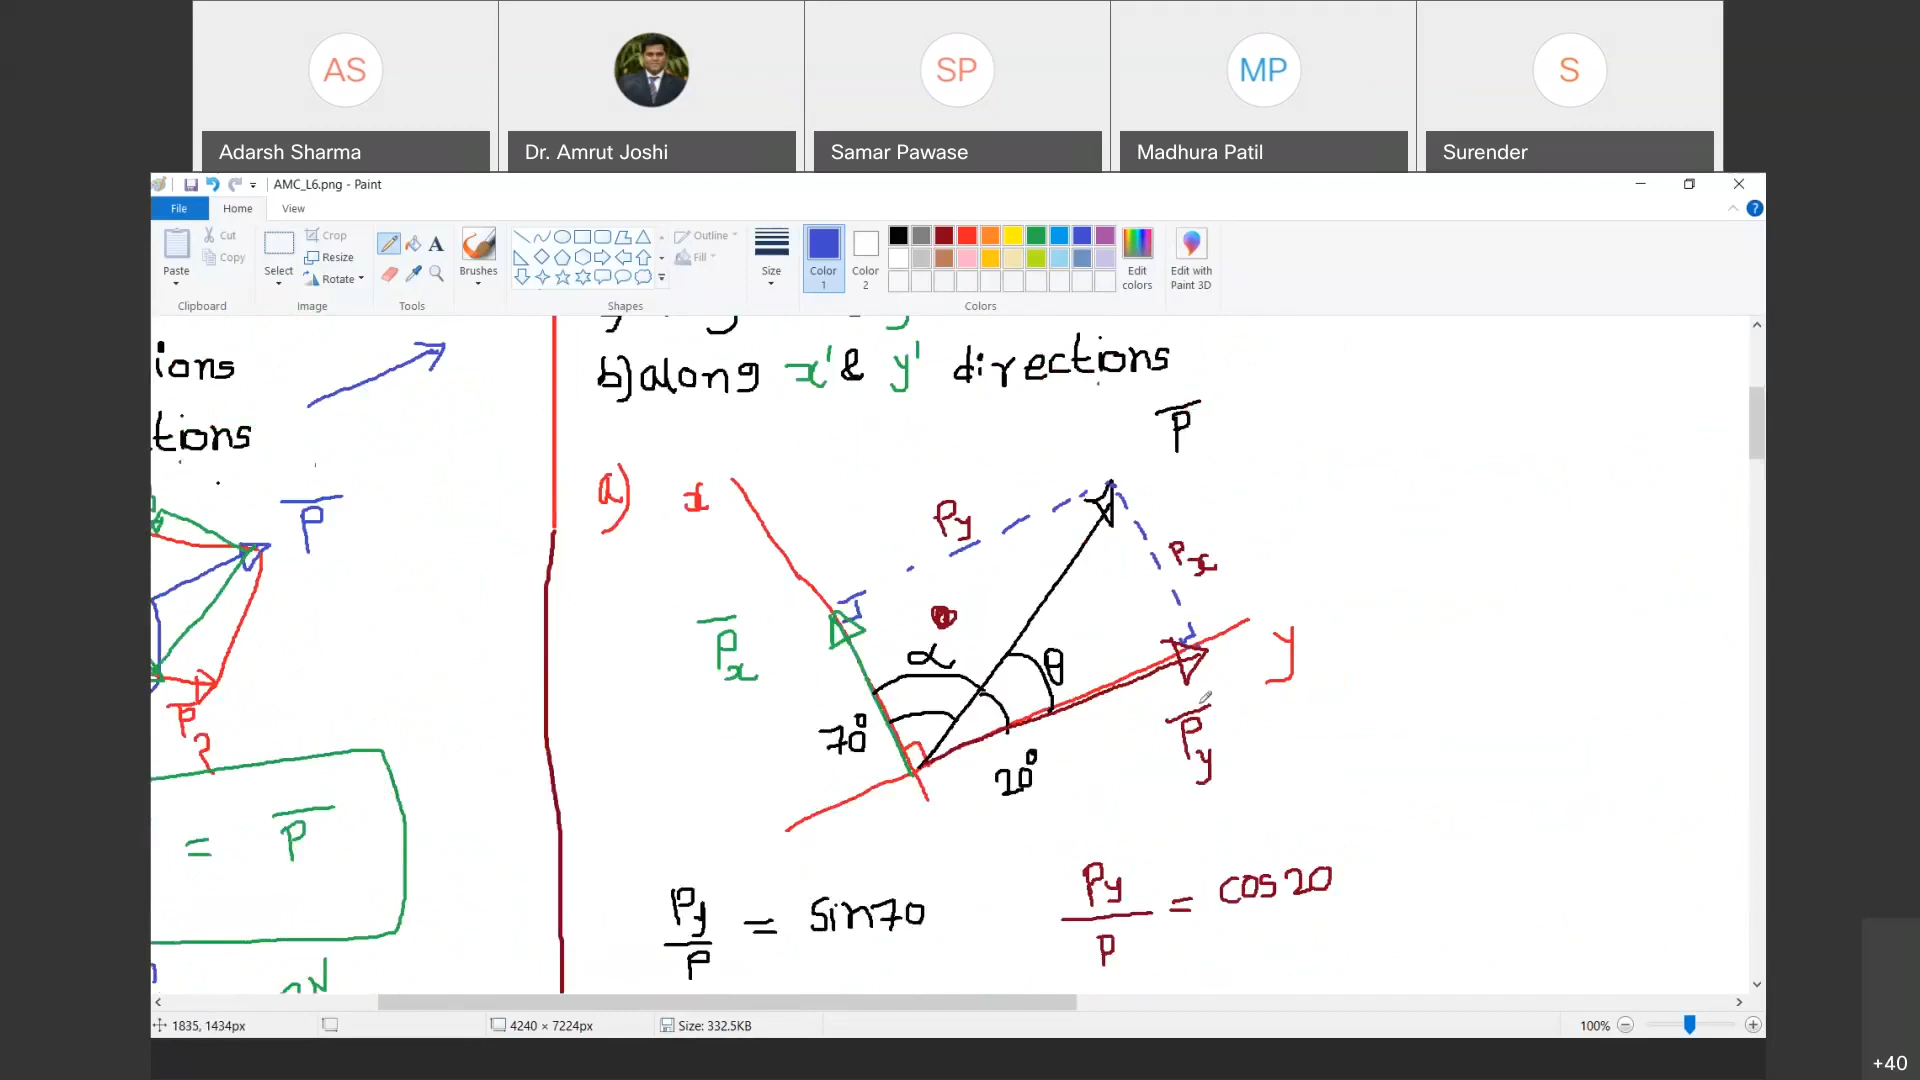 AS
SP
MP
S
Adarsh Sharma
Dr. Amrut Joshi
Samar Pawase
Madhura Patil
Surender
AMC_L6.png - Paint
File
Home
View
Paste
Cut
Copy
Clipboard
Select
Crop
Resize
Rotate
Image
A
Tools
Brushes
Outline
Fill
Shapes
Size
Color 1
Color 2
Edit colors
Colors
Edit with Paint 3D
?
ions
tions
P
P2
= P
b) along x' & y' directions
P
a) x
Py
Px
Px
α
θ
y
70°
20°
Py
Py/P = sin70
Py/P = cos20
1835, 1434px
4240 × 7224px
Size: 332.5KB
100%
+40